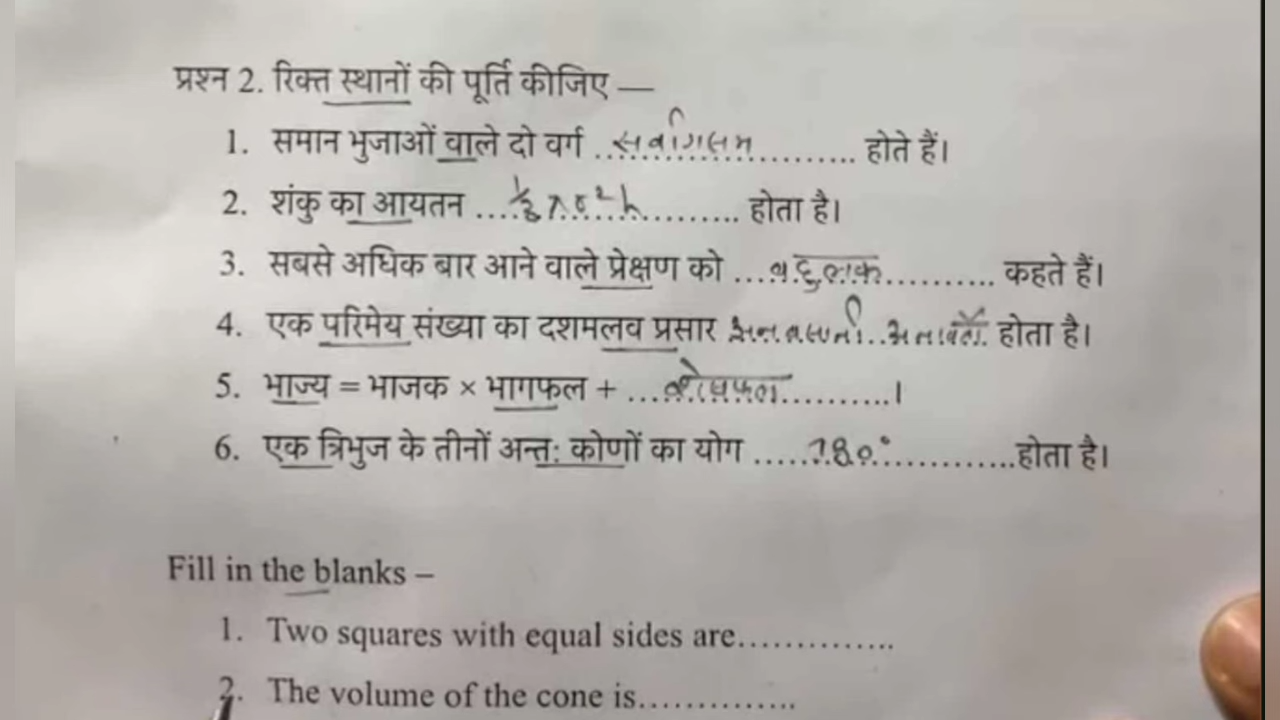 प्रश्न 2. रिक्त स्थानों की पूर्ति कीजिए —
1. समान भुजाओं वाले दो वर्ग ...सर्वांगसम... होते हैं।
2. शंकु का आयतन ....⅓πr²h.... होता है।
3. सबसे अधिक बार आने वाले प्रेक्षण को ...बहुलक... कहते हैं।
4. एक परिमेय संख्या का दशमलव प्रसार होता है।
5. भाज्य = भाजक × भागफल + ...शेषफल...।
6. एक त्रिभुज के तीनों अन्त: कोणों का योग .....180°.....होता है।
Fill in the blanks –
1. Two squares with equal sides are..............
2. The volume of the cone is..............